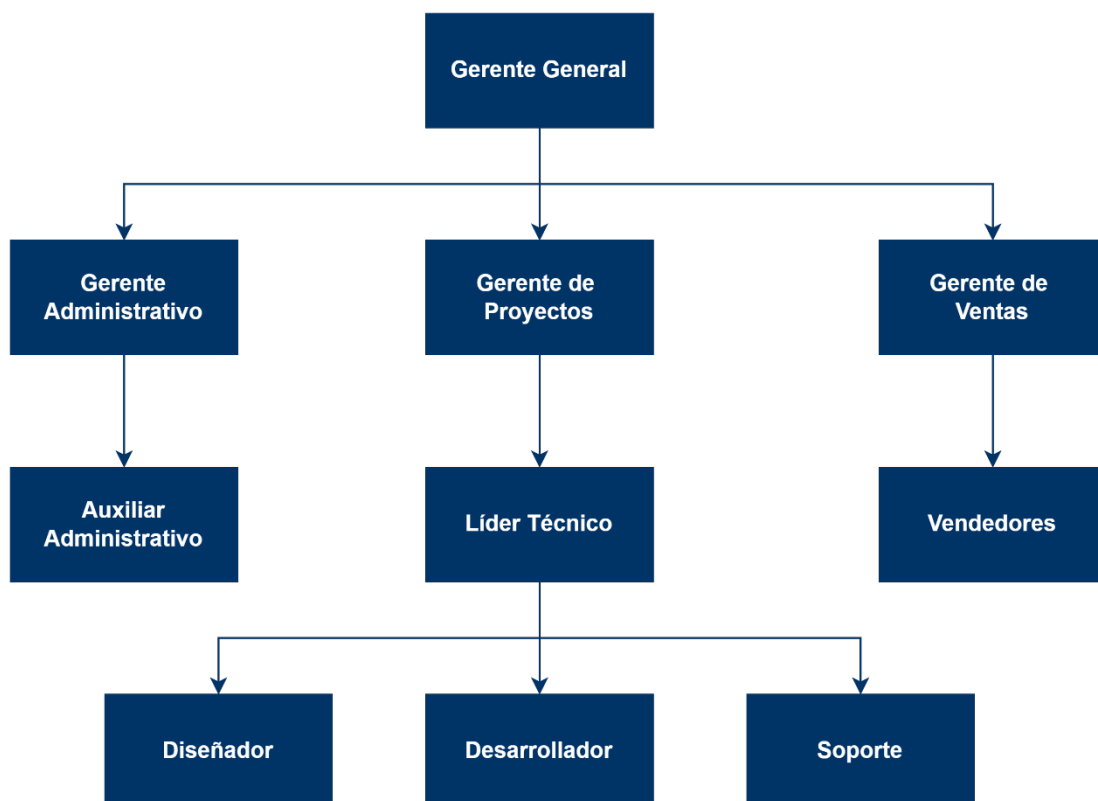 Gerente General
Gerente
Administrativo
Gerente de
Proyectos
Gerente de
Ventas
Auxiliar
Administrativo
Líder Técnico
Vendedores
Diseñador
Desarrollador
Soporte